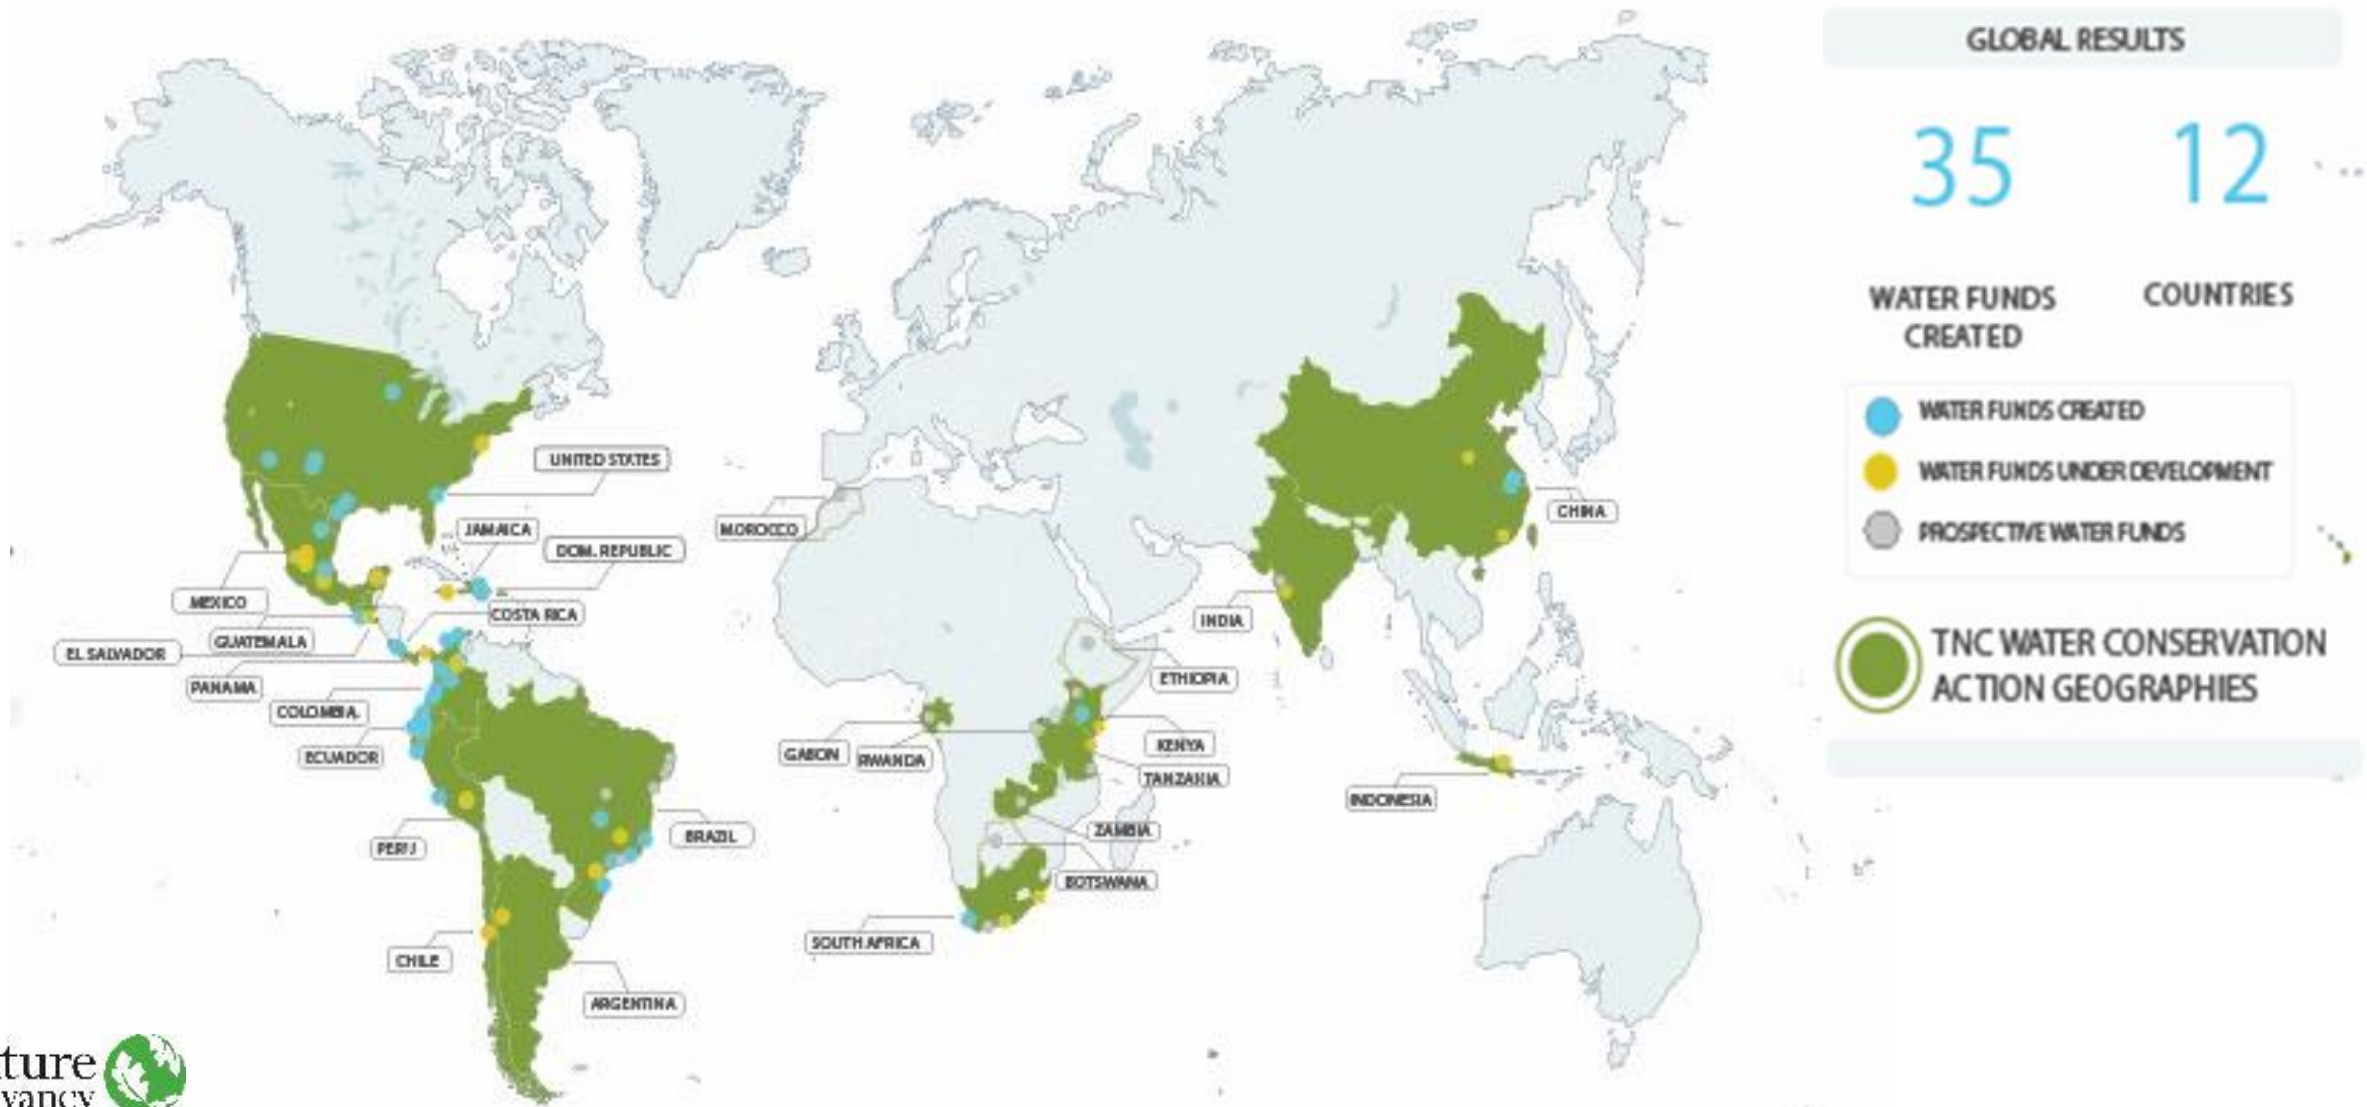 GLOBAL RESULTS
35
12
WATER FUNDS
CREATED
COUNTRIES
WATER FUNDS CREATED
WATER FUNDS UNDER DEVELOPMENT
PROSPECTIVE WATER FUNDS
TNC WATER CONSERVATION
ACTION GEOGRAPHIES
UNITED STATES
JAMAICA
DOM. REPUBLIC
MEXICO
COSTA RICA
GUATEMALA
EL SALVADOR
PANAMA
COLOMBIA.
ECUADOR
PERU
BRAZIL
CHILE
ARGENTINA
MOROCCO
CHINA
INDIA
ETHIOPIA
GABON
RWANDA
KENYA
TANZANIA
INDONESIA
ZAMBIA
BOTSWANA
SOUTH AFRICA
ture
vancy